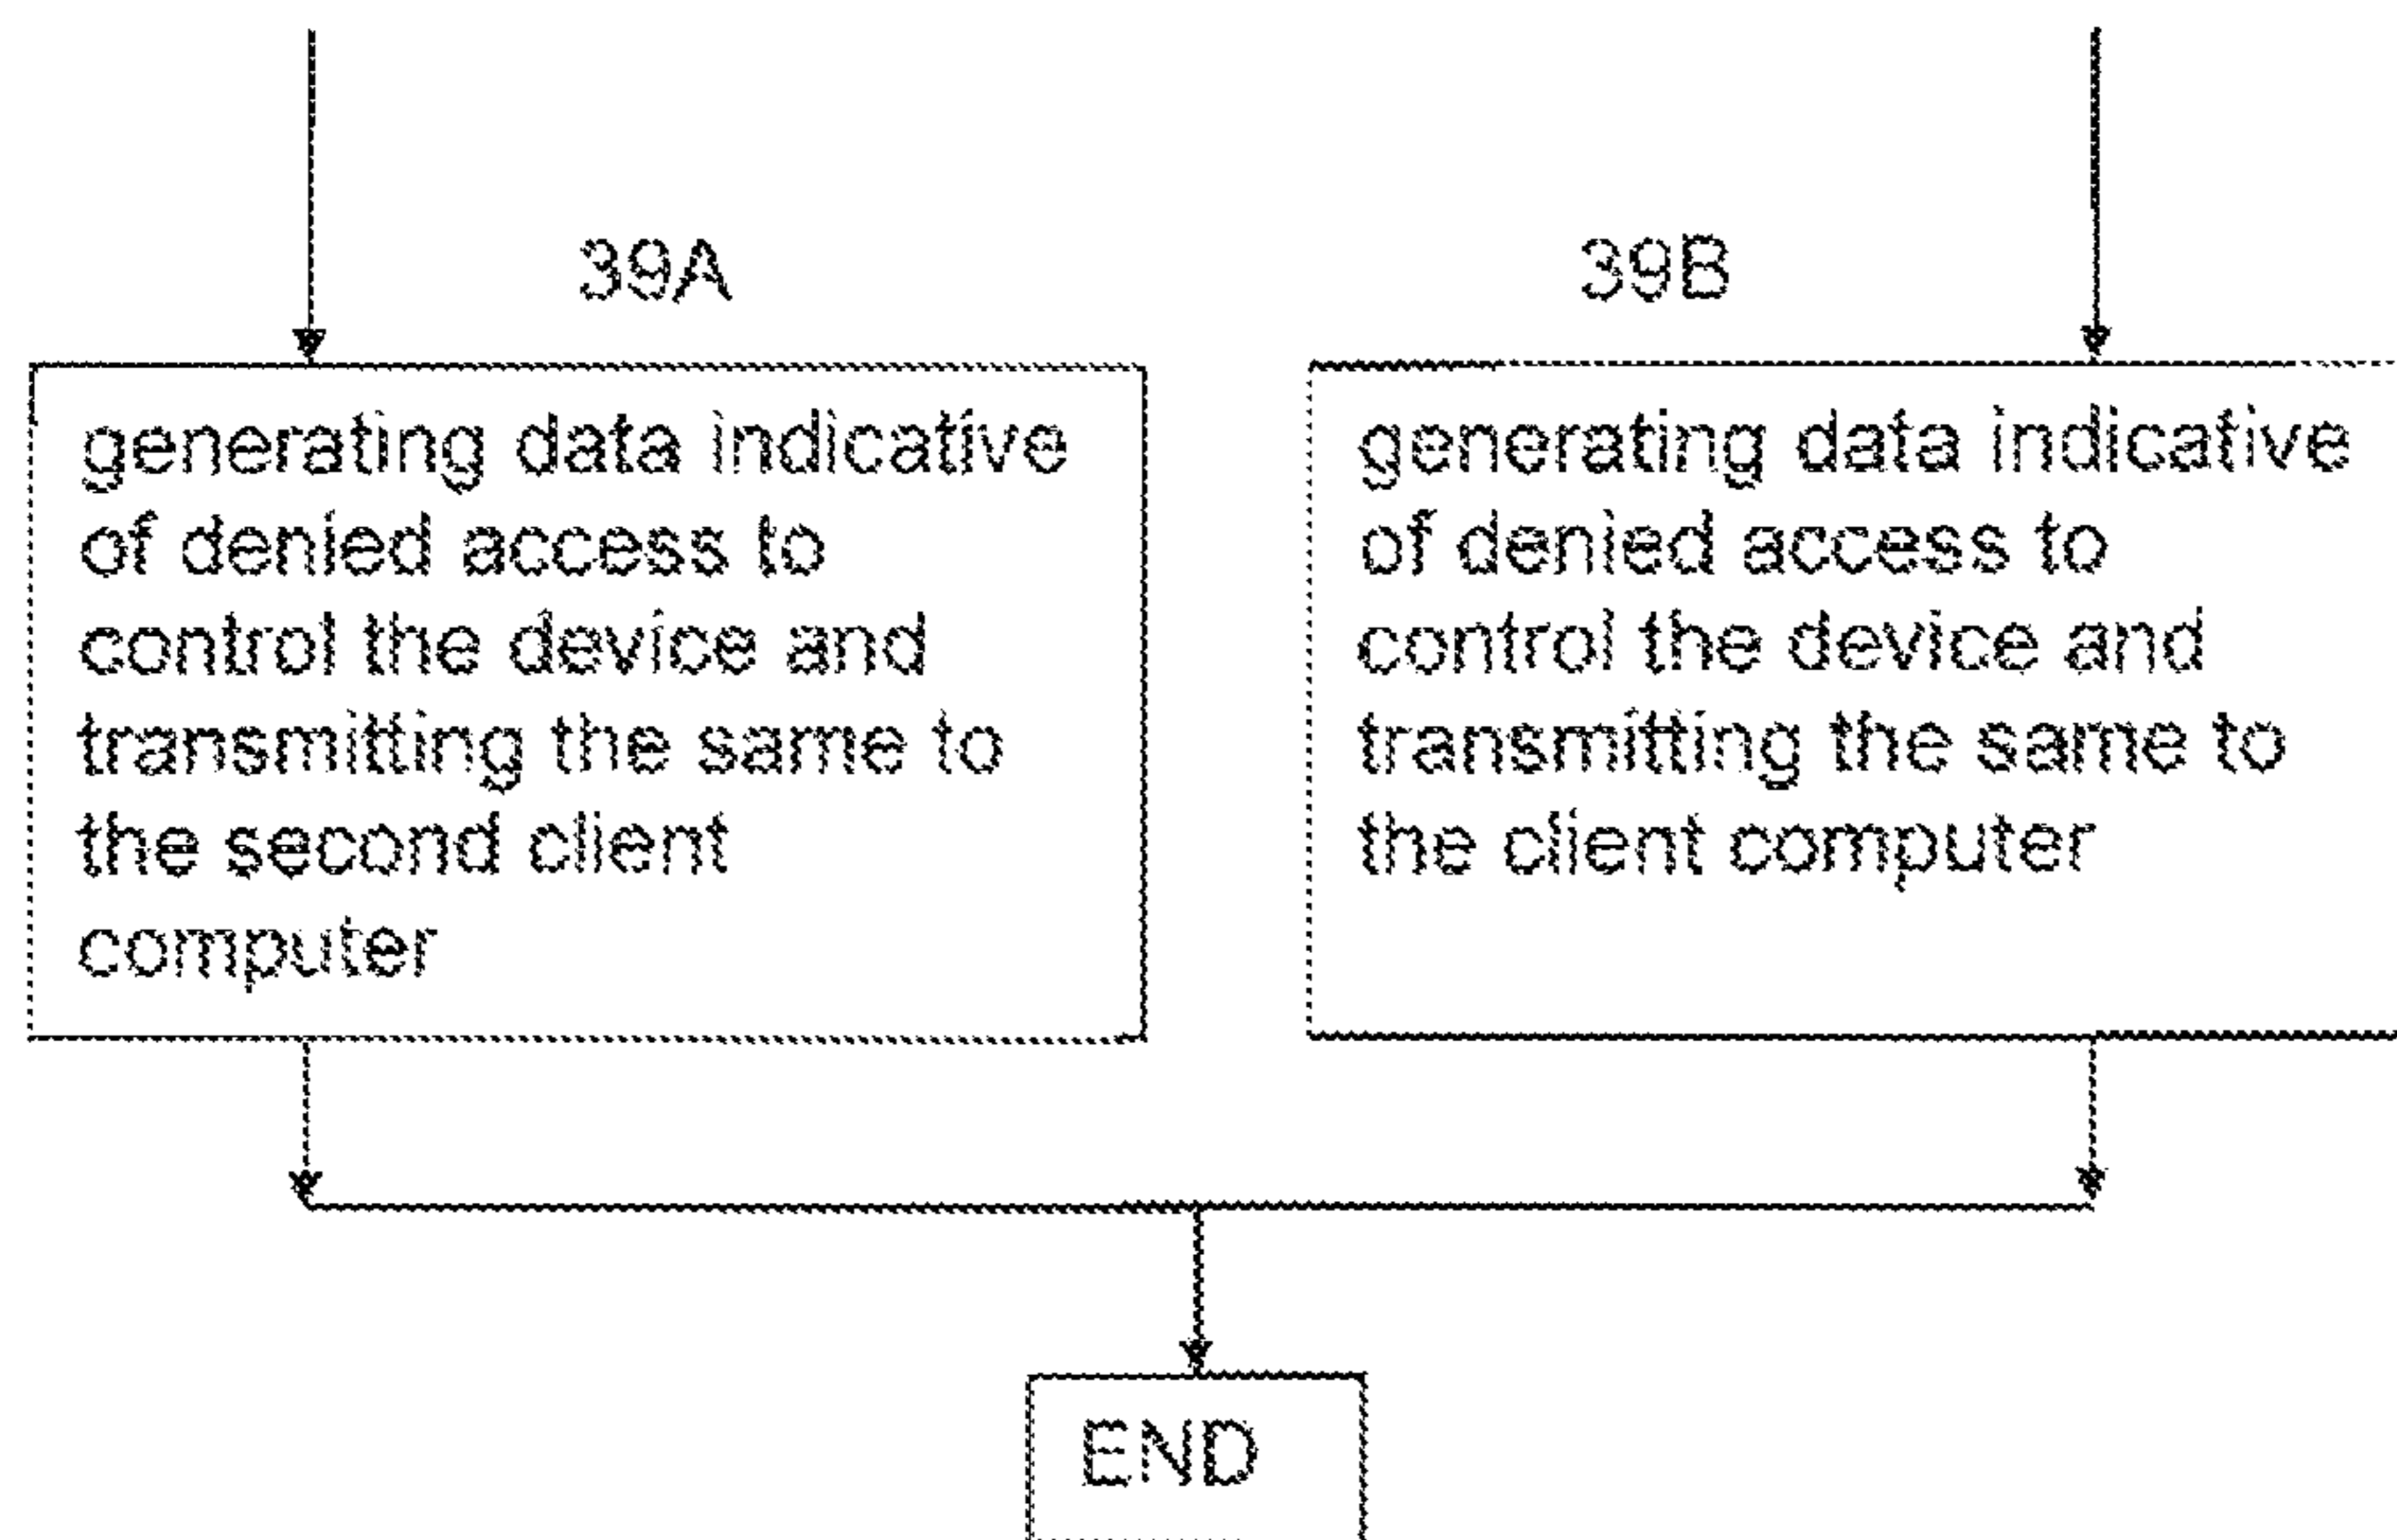 39A
generating data indicative
of denied access to
control the device and
transmitting the same to
the second client
computer
39B
generating data indicative
of denied access to
control the device and
transmitting the same to
the client computer
END